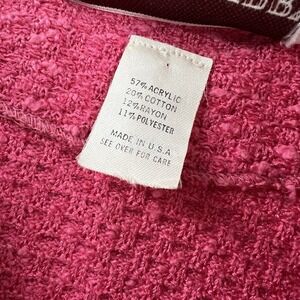 57% ACRYLIC
20% COTTON
12% RAYON
11% POLYESTER
MADE IN U.S.A.
SEE OVER FOR CARE